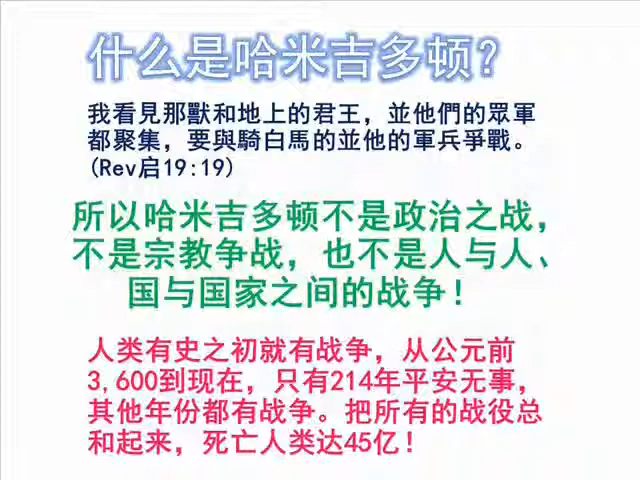 什么是哈米吉多顿？
我看見那獸和地上的君王，並他們的眾軍
都聚集，要與騎白馬的並他的軍兵爭戰。
(Rev启19:19)
所以哈米吉多顿不是政治之战，
不是宗教争战，也不是人与人、
国与国家之间的战争！
人类有史之初就有战争，从公元前
3,600到现在，只有214年平安无事，
其他年份都有战争。把所有的战役总
和起来，死亡人类达45亿！